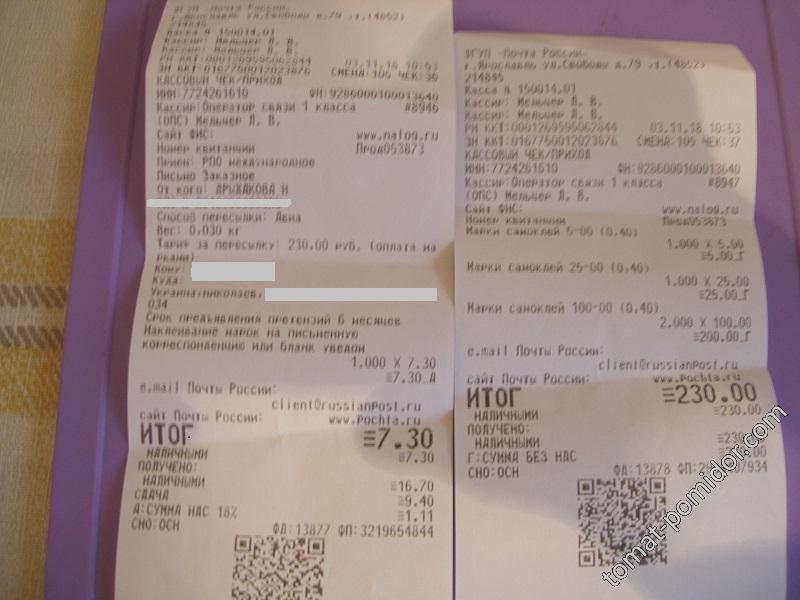 ФГУП "Почта России"
г.Ярославль ул.Свободы д.79 ,т.(4852)
214845
Касса № 150014.01
Кассир: Мельцер Л. В.
Кассир: Мельцер Л. В.
РН ККТ:0001269595062844 03.11.18 10:53
ЗН ККТ:0167760012023876 СМЕНА:105 ЧЕК:36
КАССОВЫЙ ЧЕК/ПРИХОД
ИНН:7724261610 ФН:9286000100013640
Кассир:Оператор связи 1 класса #8946
(ОПС) Мельцер Л. В.
Сайт ФНС: www.nalog.ru
Номер квитанции Прод053873
Прием: РПО международное
Письмо Заказное
От кого: ДРЫЖАКОВА Н
Способ пересылки: Авиа
Вес: 0,030 кг
Тариф за пересылку: 230.00 руб. (оплата ма
рками)
Кому:
Куда:
Украина,Николаев,
034
Срок предъявления претензий 6 месяцев
Наклеивание марок на письменную
корреспонденцию или бланк уведом
1.000 X 7.30
≡7.30_А
e.mail Почты России:
client@russianPost.ru
сайт Почты России: www.Pochta.ru
ИТОГ ≡7.30
НАЛИЧНЫМИ ≡7.30
ПОЛУЧЕНО:
НАЛИЧНЫМИ ≡16.70
СДАЧА ≡9.40
А:СУММА НДС 18% ≡1.11
СНО:ОСН ФД:13877 ФП:3219654844
ФГУП "Почта России"
г.Ярославль ул.Свободы д.79 ,т.(4852)
214845
Касса № 150014.01
Кассир: Мельцер Л. В.
Кассир: Мельцер Л. В.
РН ККТ:0001269595062844 03.11.18 10:53
ЗН ККТ:0167760012023876 СМЕНА:105 ЧЕК:37
КАССОВЫЙ ЧЕК/ПРИХОД
ИНН:7724261610 ФН:9286000100013640
Кассир:Оператор связи 1 класса #8947
(ОПС) Мельцер Л. В.
Сайт ФНС: www.nalog.ru
Номер квитанции Прод053873
Марки самоклей 5-00 (0,40)
1.000 X 5.00
≡5.00_Г
Марки самоклей 25-00 (0,40)
1.000 X 25.00
≡25.00_Г
Марки самоклей 100-00 (0,40)
2.000 X 100.00
≡200.00_Г
e.mail Почты России:
client@russianPost.ru
сайт Почты России: www.Pochta.ru
ИТОГ ≡230.00
НАЛИЧНЫМИ ≡230.00
ПОЛУЧЕНО:
НАЛИЧНЫМИ
Г:СУММА БЕЗ НДС
СНО:ОСН ФД:13878
tomat-pomidor.com